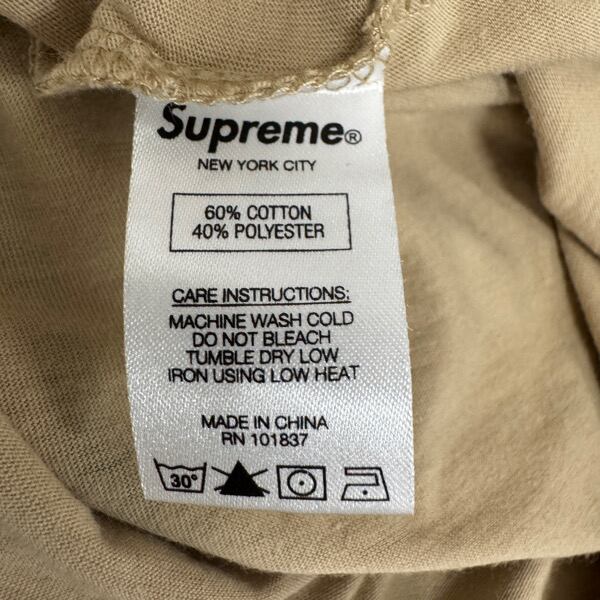 Supreme®
NEW YORK CITY
60% COTTON
40% POLYESTER
CARE INSTRUCTIONS:
MACHINE WASH COLD
DO NOT BLEACH
TUMBLE DRY LOW
IRON USING LOW HEAT
MADE IN CHINA
RN 101837
30°